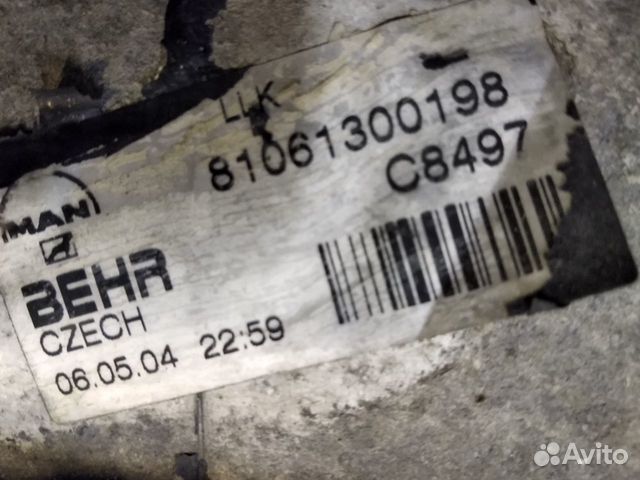 LLK
81061300198
C8497
MAN
BEHR
CZECH
06.05.04 22:59
Avito